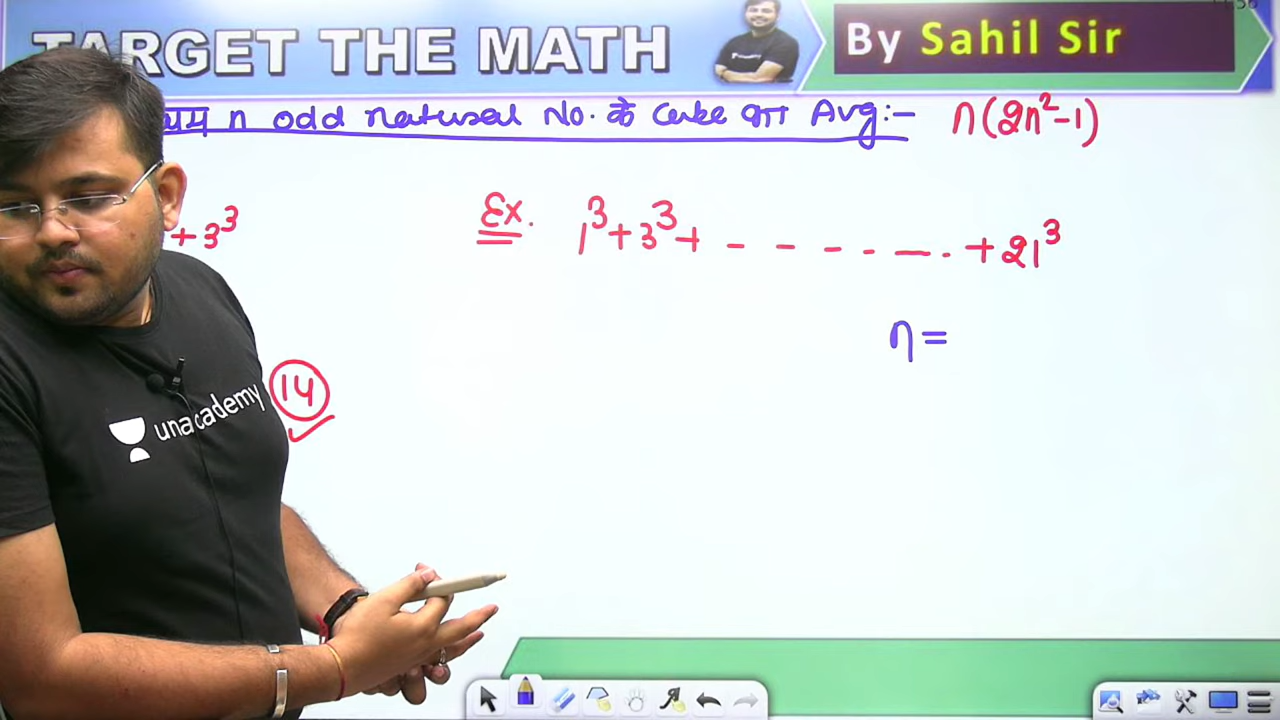 TARGET THE MATH
By Sahil Sir
n odd natural No. के Cube का Avg:- n(2n²-1)
+ 3³
Ex. 1³+3³+ - - - - - - + 21³
n =
14
unacademy